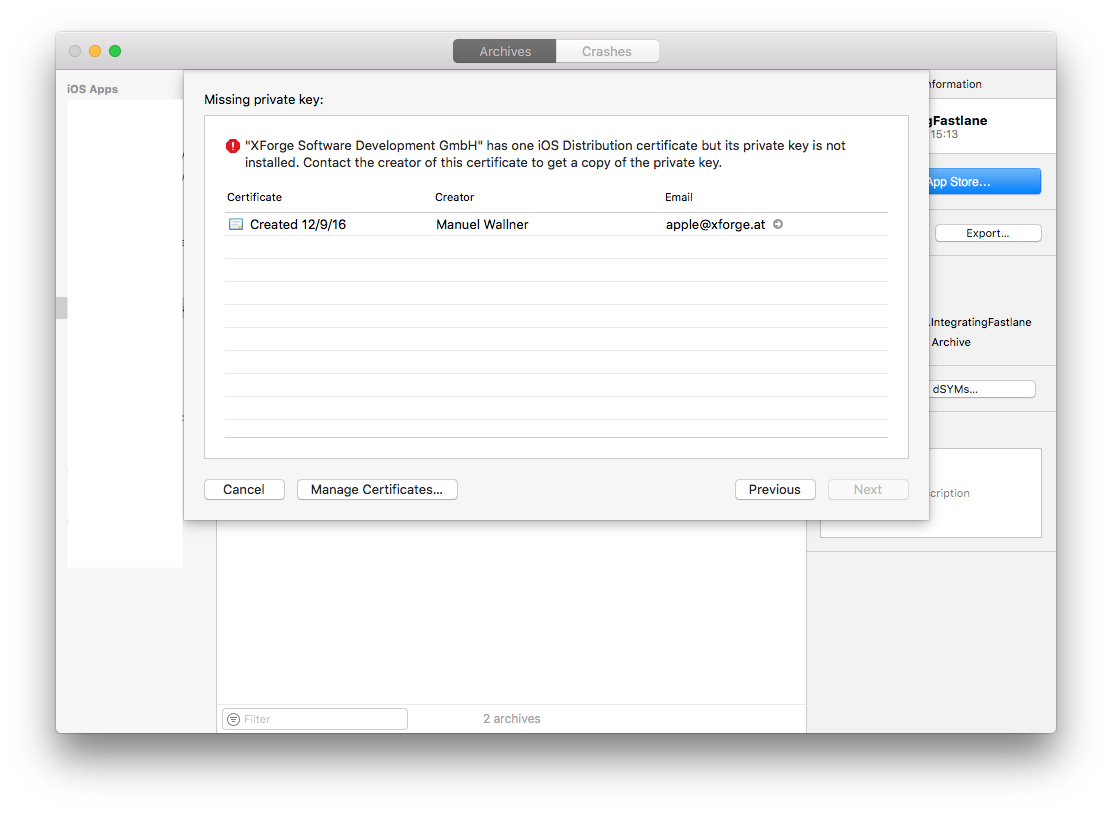 Archives
Crashes
iOS Apps
Missing private key:
"XForge Software Development GmbH" has one iOS Distribution certificate but its private key is not
installed. Contact the creator of this certificate to get a copy of the private key.
Certificate Creator Email
Created 12/9/16 Manuel Wallner apple@xforge.at
Cancel
Manage Certificates...
Previous
Next
nformation
gFastlane
15:13
App Store...
Export...
.IntegratingFastlane
Archive
dSYMs...
scription
Filter
2 archives